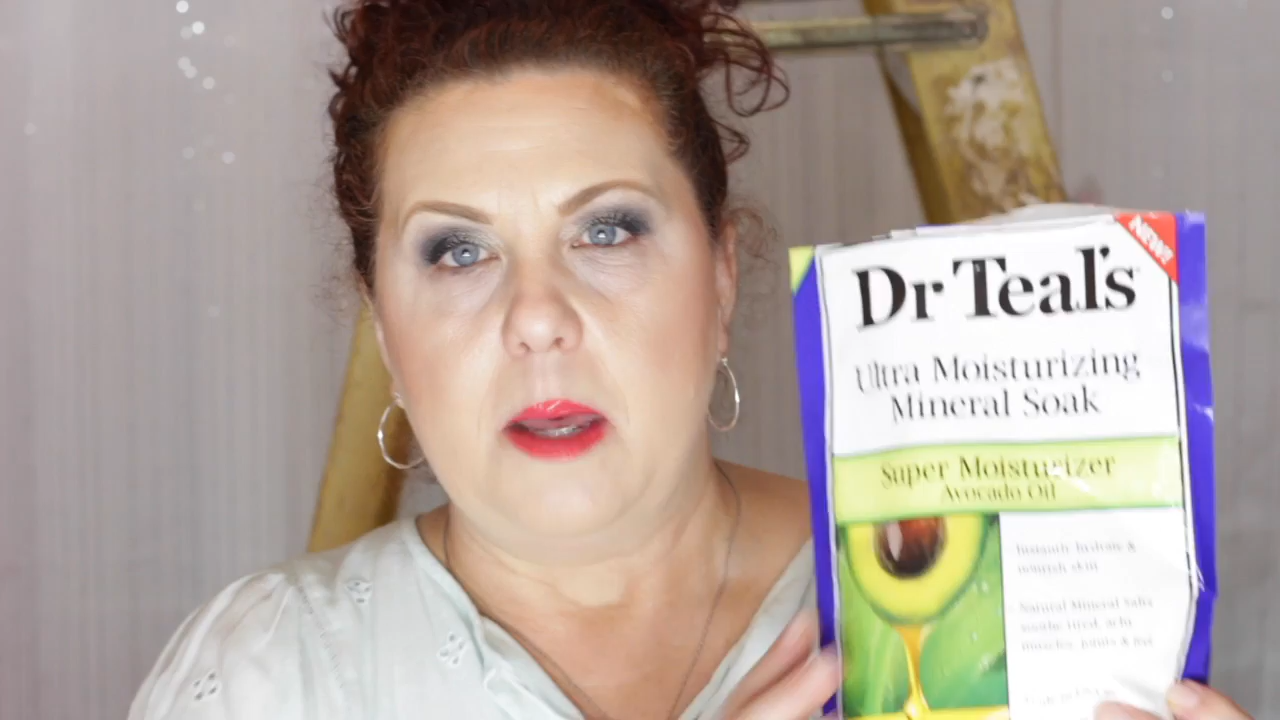 NEW!
Dr Teal's
Ultra Moisturizing
Mineral Soak
Super Moisturizer
Avocado Oil
Instantly hydrate &
nourish skin
Natural Mineral Salts
soothe tired, achy
muscles, joints &